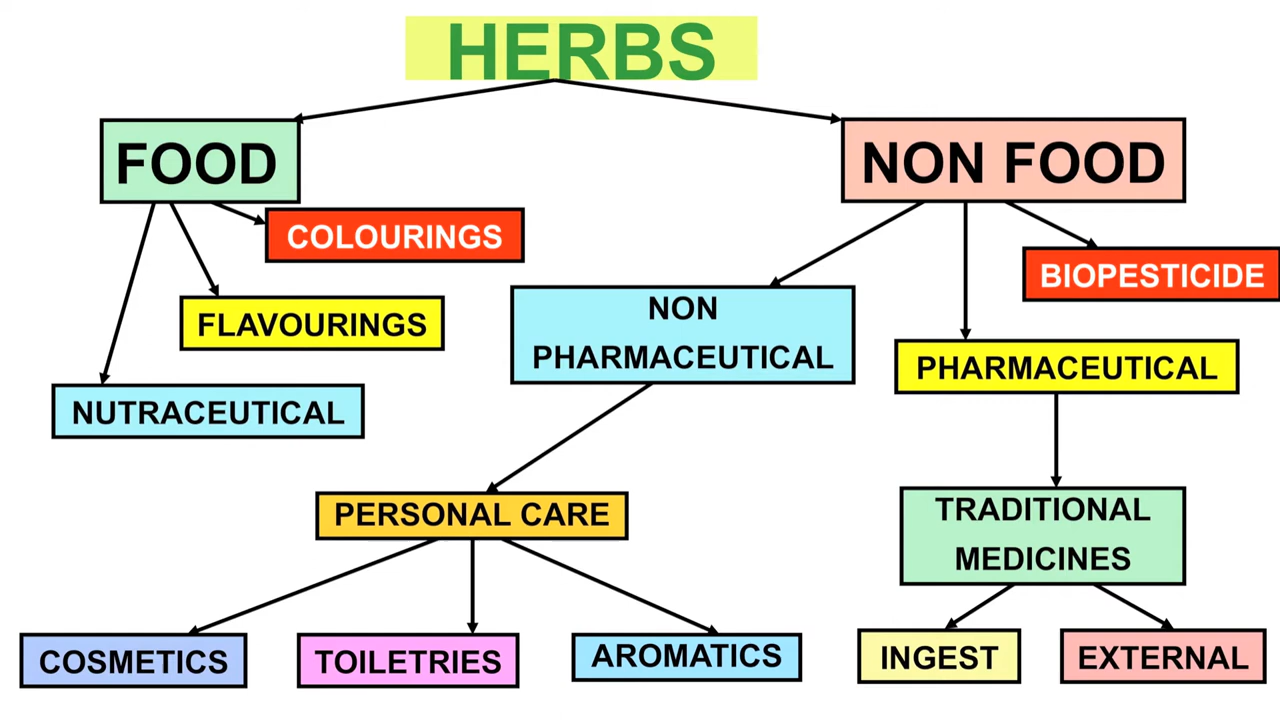 HERBS
FOOD
NON FOOD
COLOURINGS
BIOPESTICIDE
FLAVOURINGS
NON
PHARMACEUTICAL
PHARMACEUTICAL
NUTRACEUTICAL
PERSONAL CARE
TRADITIONAL
MEDICINES
COSMETICS
TOILETRIES
AROMATICS
INGEST
EXTERNAL